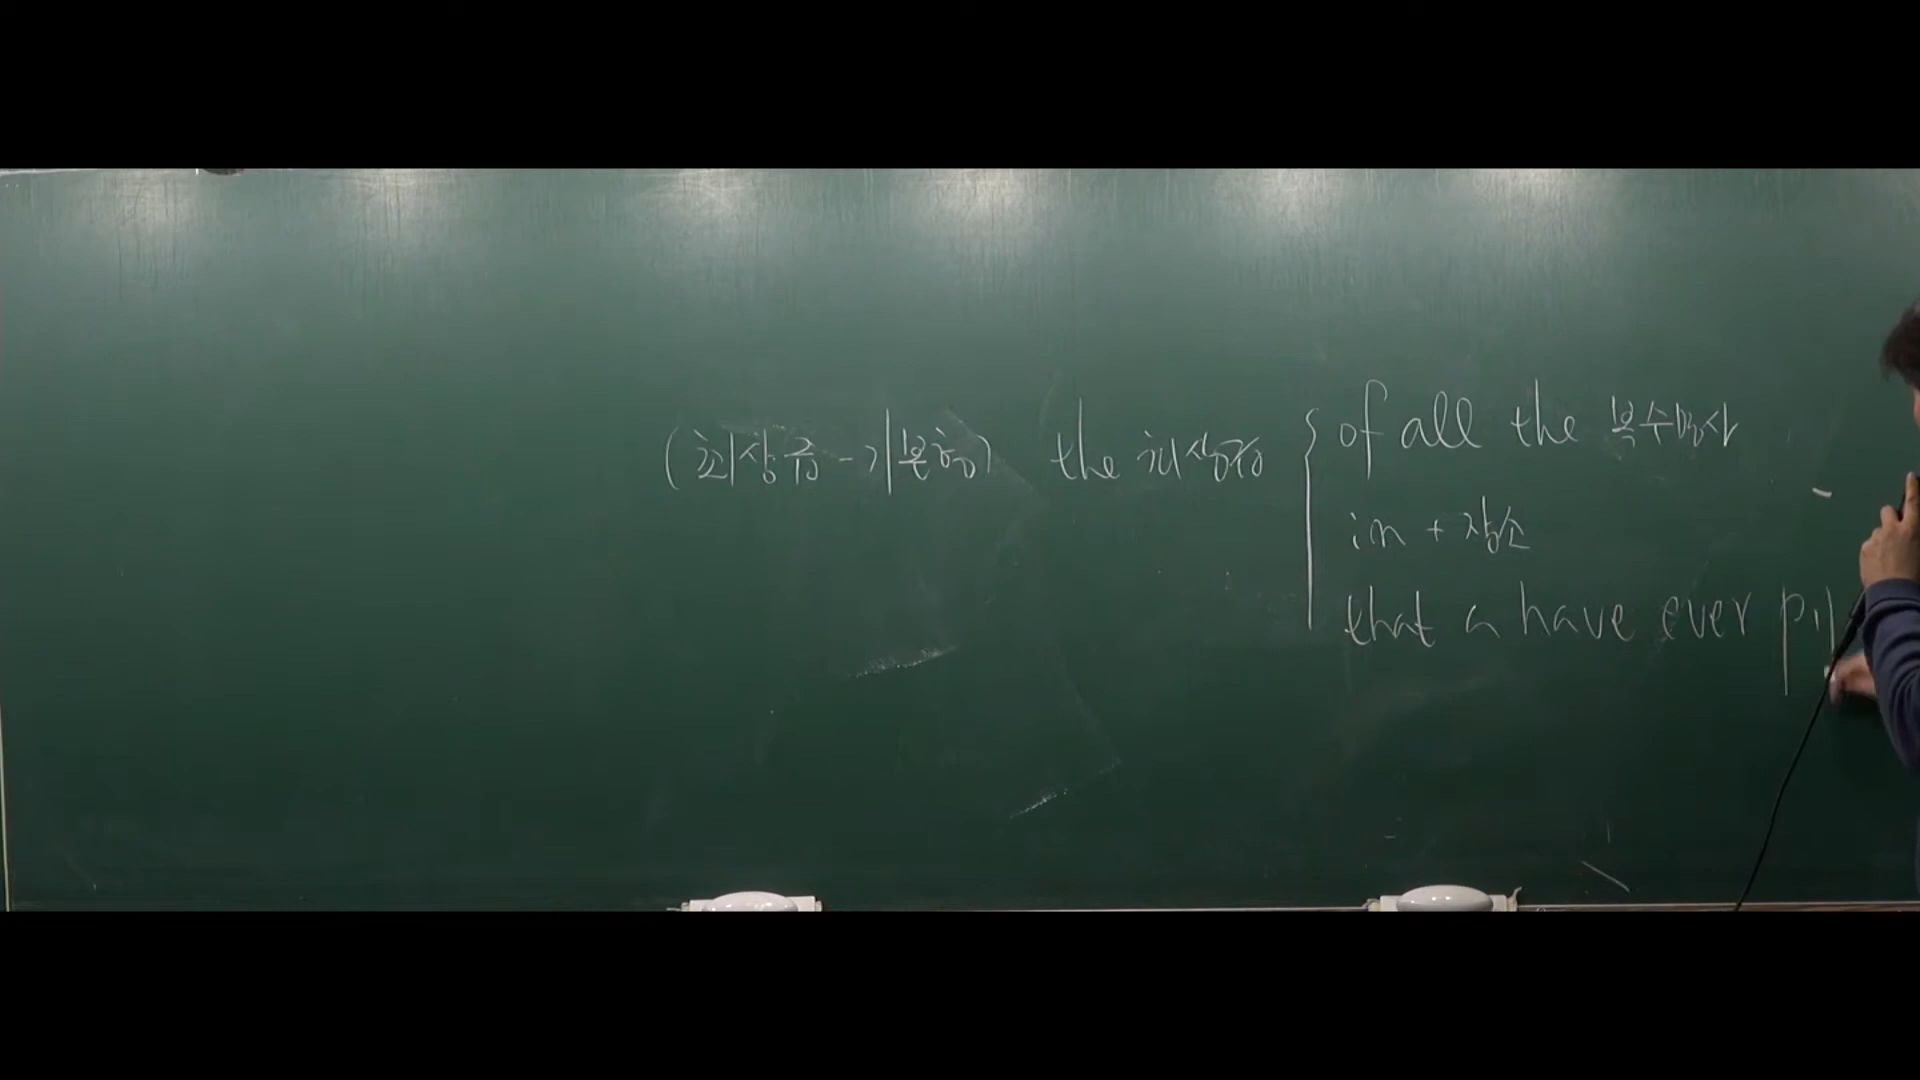 (최상급-기본형) the 최상급 { of all the 복수명사
in + 장소
that a have ever p.